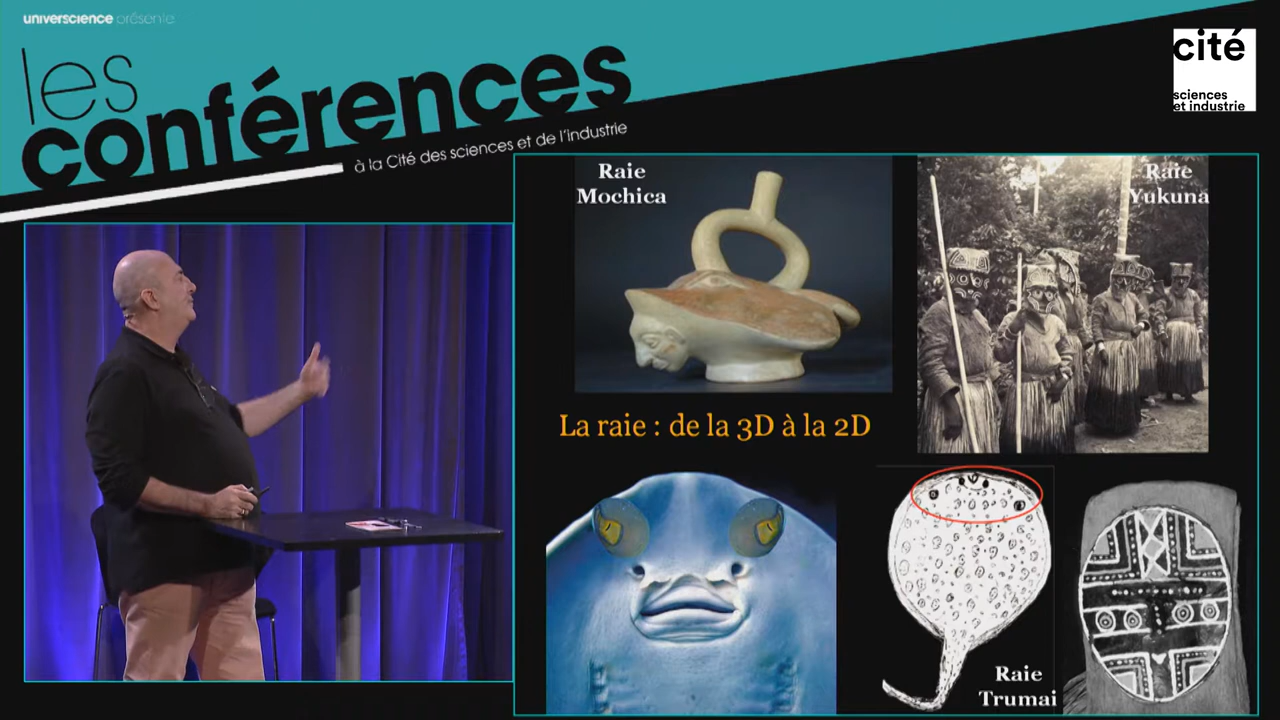 universcience présente
les
conférences
à la Cité des sciences et de l'industrie
cité
sciences
et industrie
Raie
Mochica
Raie
Yukuna
La raie : de la 3D à la 2D
Raie
Trumai